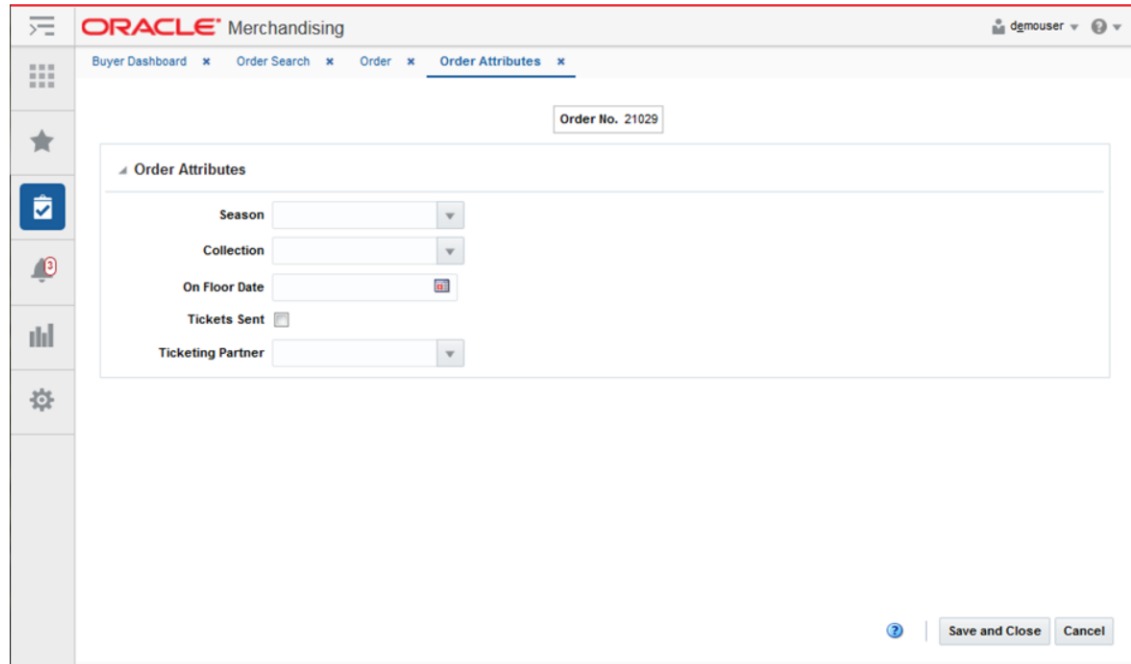 ORACLE® Merchandising
demouser
Buyer Dashboard
Order Search
Order
Order Attributes
Order No. 21029
Order Attributes
Season
Collection
3
On Floor Date
Tickets Sent
Ticketing Partner
Save and Close
Cancel